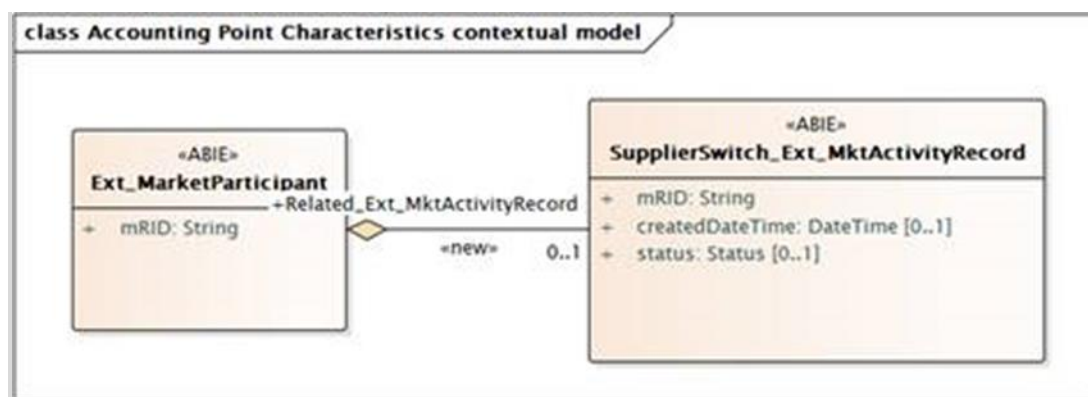 class Accounting Point Characteristics contextual model
«ABIE»
Ext_MarketParticipant
+ mRID: String
+Related_Ext_MktActivityRecord
«new» 0..1
«ABIE»
SupplierSwitch_Ext_MktActivityRecord
+ mRID: String
+ createdDateTime: DateTime [0..1]
+ status: Status [0..1]